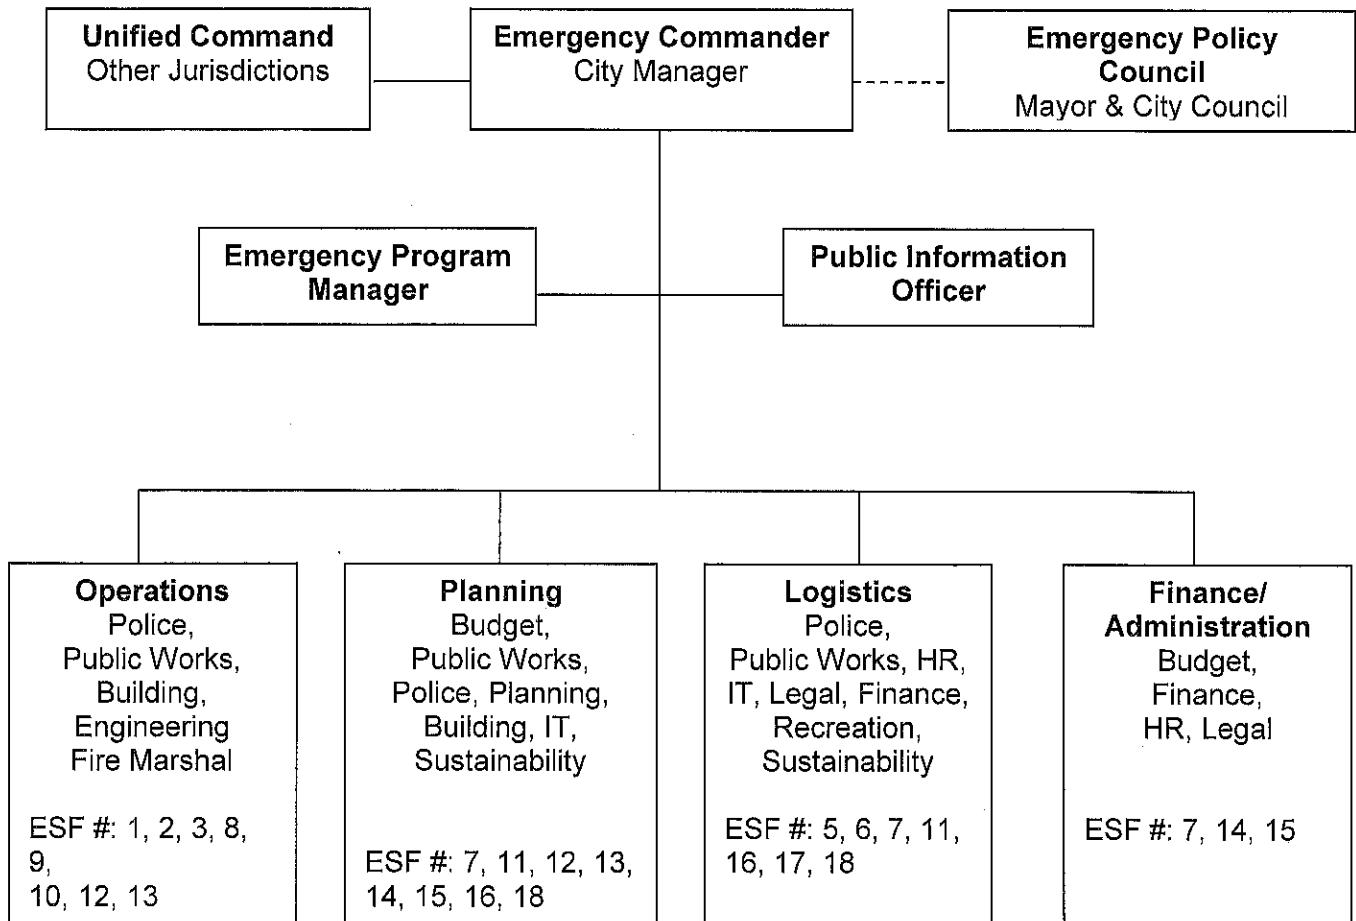 Unified Command
Other Jurisdictions
Emergency Commander
City Manager
Emergency Policy
Council
Mayor & City Council
Emergency Program
Manager
Public Information
Officer
Operations
Police,
Public Works,
Building,
Engineering
Fire Marshal
ESF #: 1, 2, 3, 8,
9,
10, 12, 13
Planning
Budget,
Public Works,
Police, Planning,
Building, IT,
Sustainability
ESF #: 7, 11, 12, 13,
14, 15, 16, 18
Logistics
Police,
Public Works, HR,
IT, Legal, Finance,
Recreation,
Sustainability
ESF #: 5, 6, 7, 11,
16, 17, 18
Finance/
Administration
Budget,
Finance,
HR, Legal
ESF #: 7, 14, 15